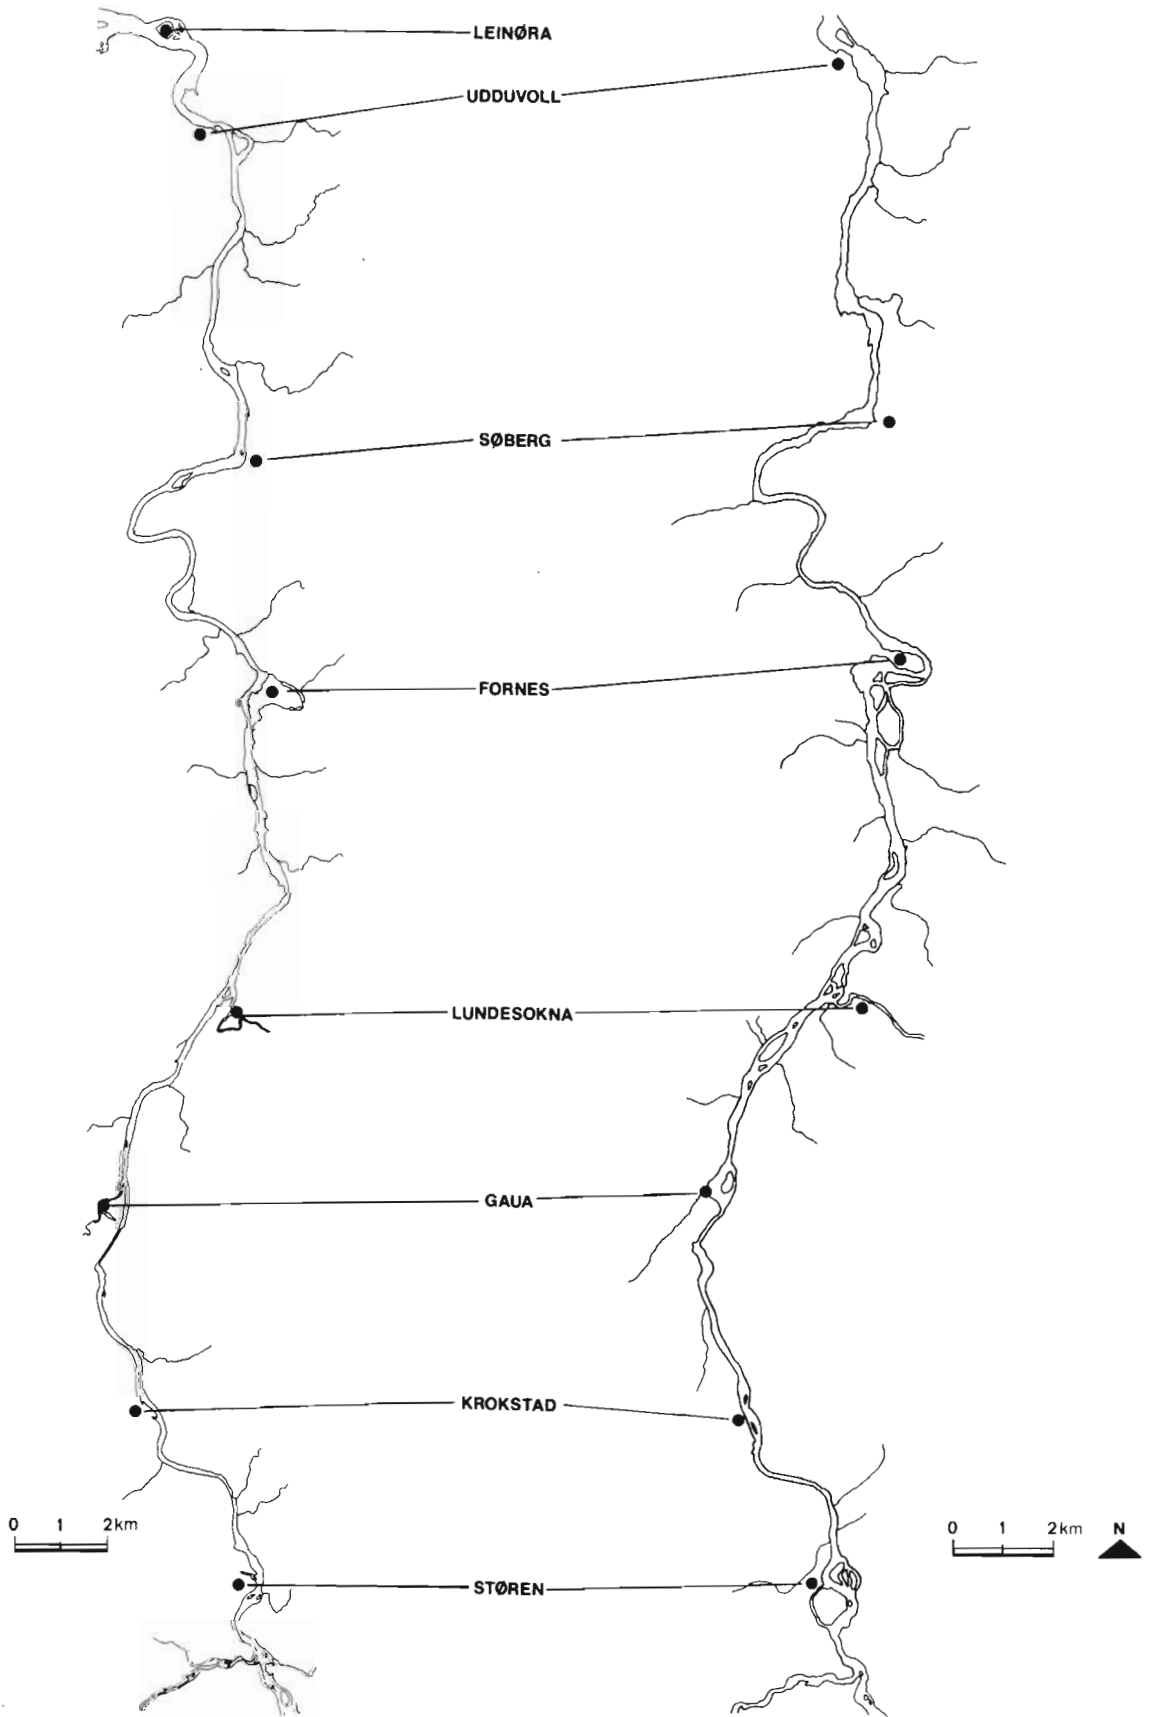 LEINØRA
UDDUVOLL
SØBERG
FORNES
LUNDESOKNA
GAUA
KROKSTAD
0 1 2km
0 1 2km N
STØREN